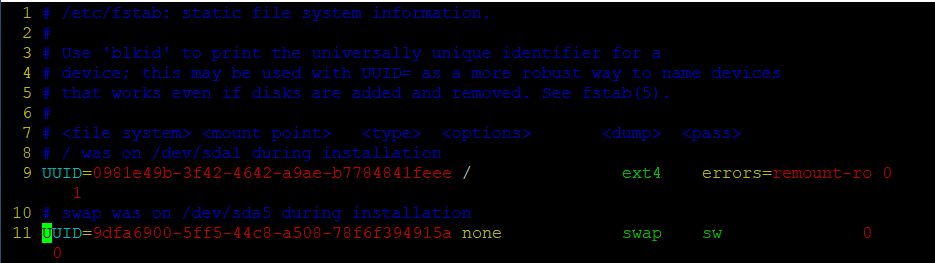 1 # /etc/fstab: static file system information.
2 #
3 # Use 'blkid' to print the universally unique identifier for a
4 # device; this may be used with UUID= as a more robust way to name devices
5 # that works even if disks are added and removed. See fstab(5).
6 #
7 # <file system> <mount point>   <type>  <options>       <dump>  <pass>
8 # / was on /dev/sda1 during installation
9 UUID=0981e49b-3f42-4642-a9ae-b7784841feee /               ext4    errors=remount-ro 0
1
10 # swap was on /dev/sda5 during installation
11 UUID=9dfa6900-5ff5-44c8-a508-78f6f394915a none            swap    sw              0
0